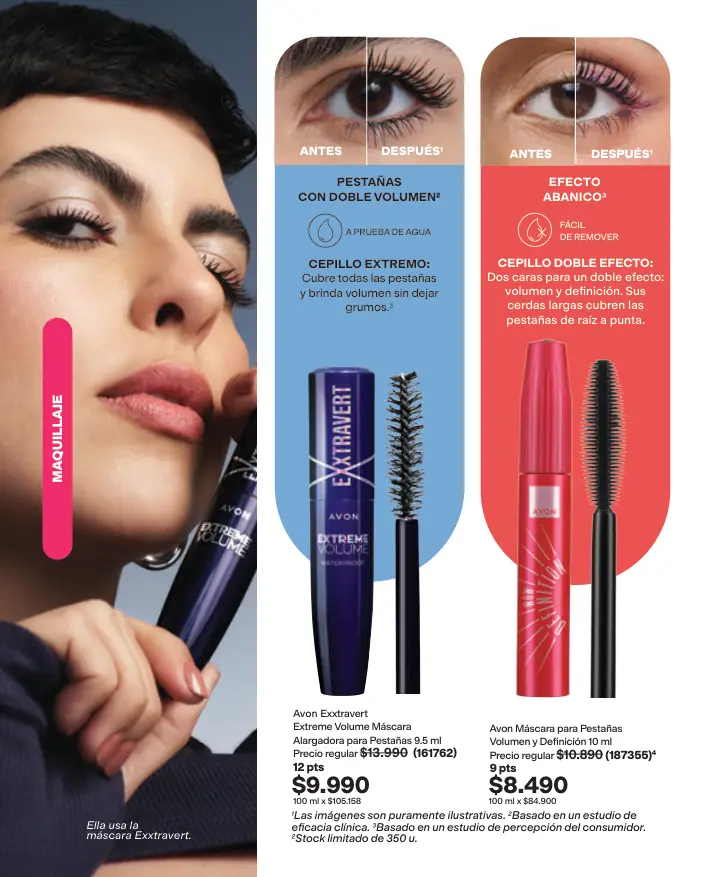 MAQUILLAJE
Ella usa la
máscara Exxtravert.
ANTES DESPUÉS¹
PESTAÑAS
CON DOBLE VOLUMEN²
A PRUEBA DE AGUA
CEPILLO EXTREMO:
Cubre todas las pestañas
y brinda volumen sin dejar
grumos.³
EXXTRAVERT
AVON
EXTREME
VOLUME
WATERPROOF
EXTREME
VOLUME
Avon Exxtravert
Extreme Volume Máscara
Alargadora para Pestañas 9.5 ml
Precio regular $13.990 (161762)
12 pts
$9.990
100 ml x $105.158
ANTES DESPUÉS¹
EFECTO
ABANICO³
FÁCIL
DE REMOVER
CEPILLO DOBLE EFECTO:
Dos caras para un doble efecto:
volumen y definición. Sus
cerdas largas cubren las
pestañas de raíz a punta.
AVON
WOW
DEFINITION
Avon Máscara para Pestañas
Volumen y Definición 10 ml
Precio regular $10.890 (187355)⁴
9 pts
$8.490
100 ml x $84.900
¹Las imágenes son puramente ilustrativas. ²Basado en un estudio de
eficacia clínica. ³Basado en un estudio de percepción del consumidor.
²Stock limitado de 350 u.